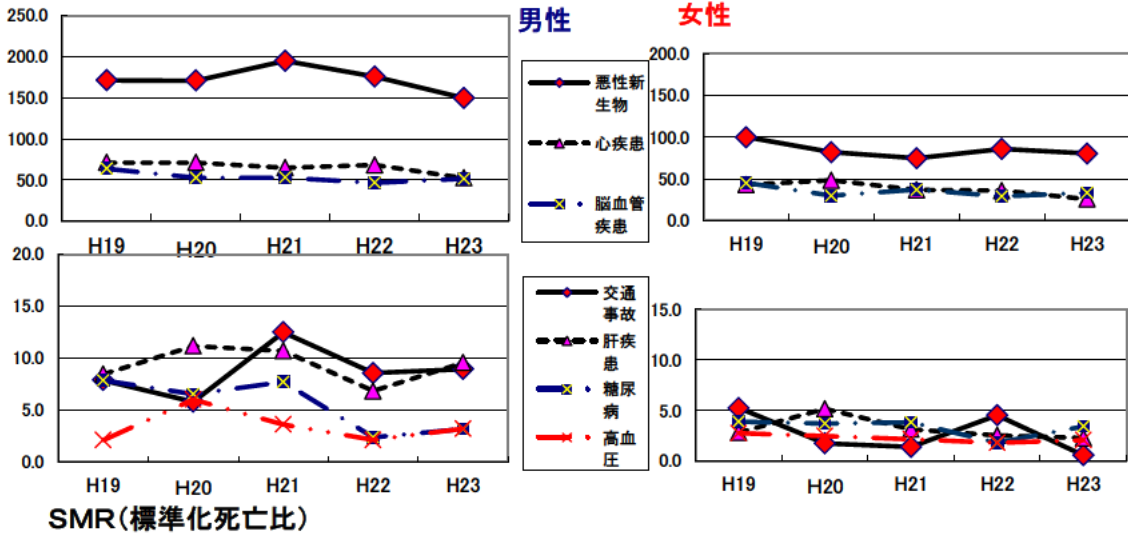 男性
女性
250.0
200.0
150.0
100.0
50.0
0.0
H19
H20
H21
H22
H23
悪性新
生物
心疾患
脳血管
疾患
200.0
150.0
100.0
50.0
0.0
H19
H20
H21
H22
H23
20.0
15.0
10.0
5.0
0.0
H19
H20
H21
H22
H23
交通
事故
肝疾
患
糖尿
病
高血
圧
15.0
10.0
5.0
0.0
H19
H20
H21
H22
H23
SMR(標準化死亡比)